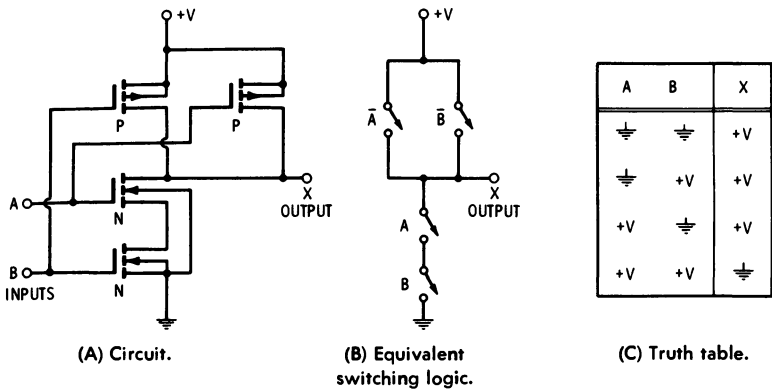 +V
P
P
A
N
X
OUTPUT
B
INPUTS
N
(A) Circuit.
+V
A̅
B̅
X
OUTPUT
A
B
(B) Equivalent
switching logic.
A B X
+V
+V +V
+V +V
+V +V
(C) Truth table.